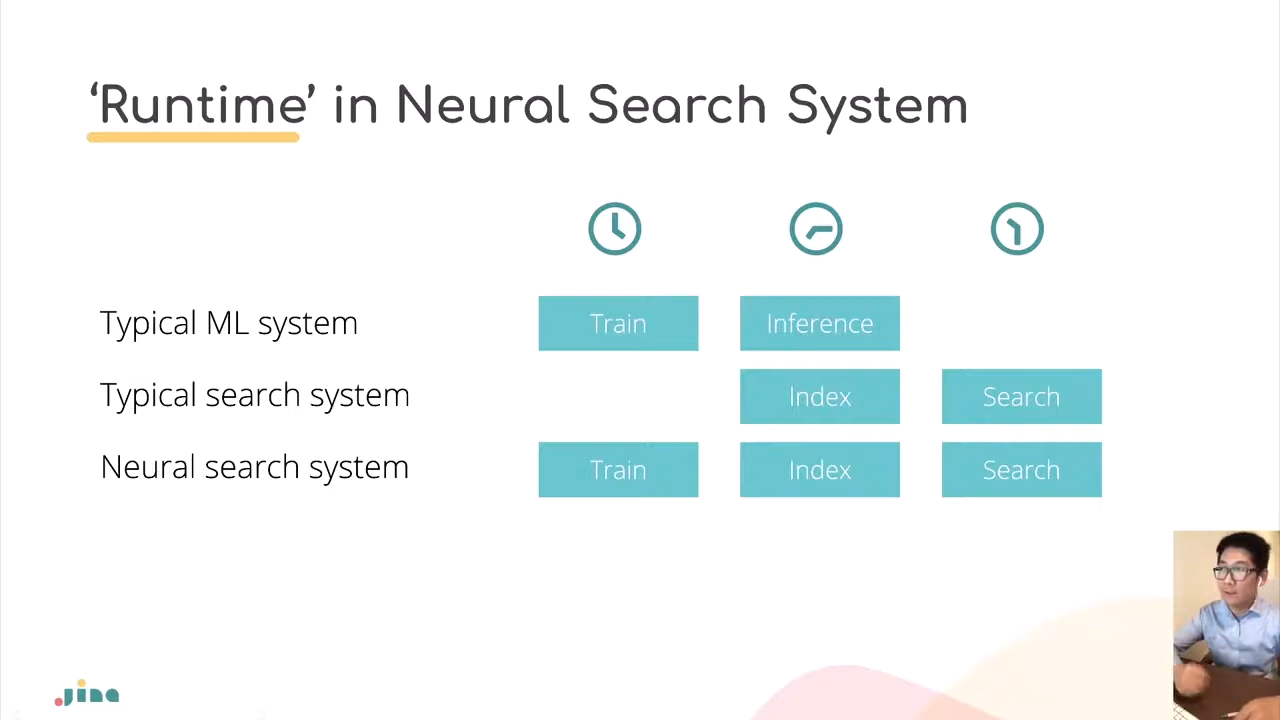 ‘Runtime’ in Neural Search System
Typical ML system
Train
Inference
Typical search system
Index
Search
Neural search system
Train
Index
Search
jina